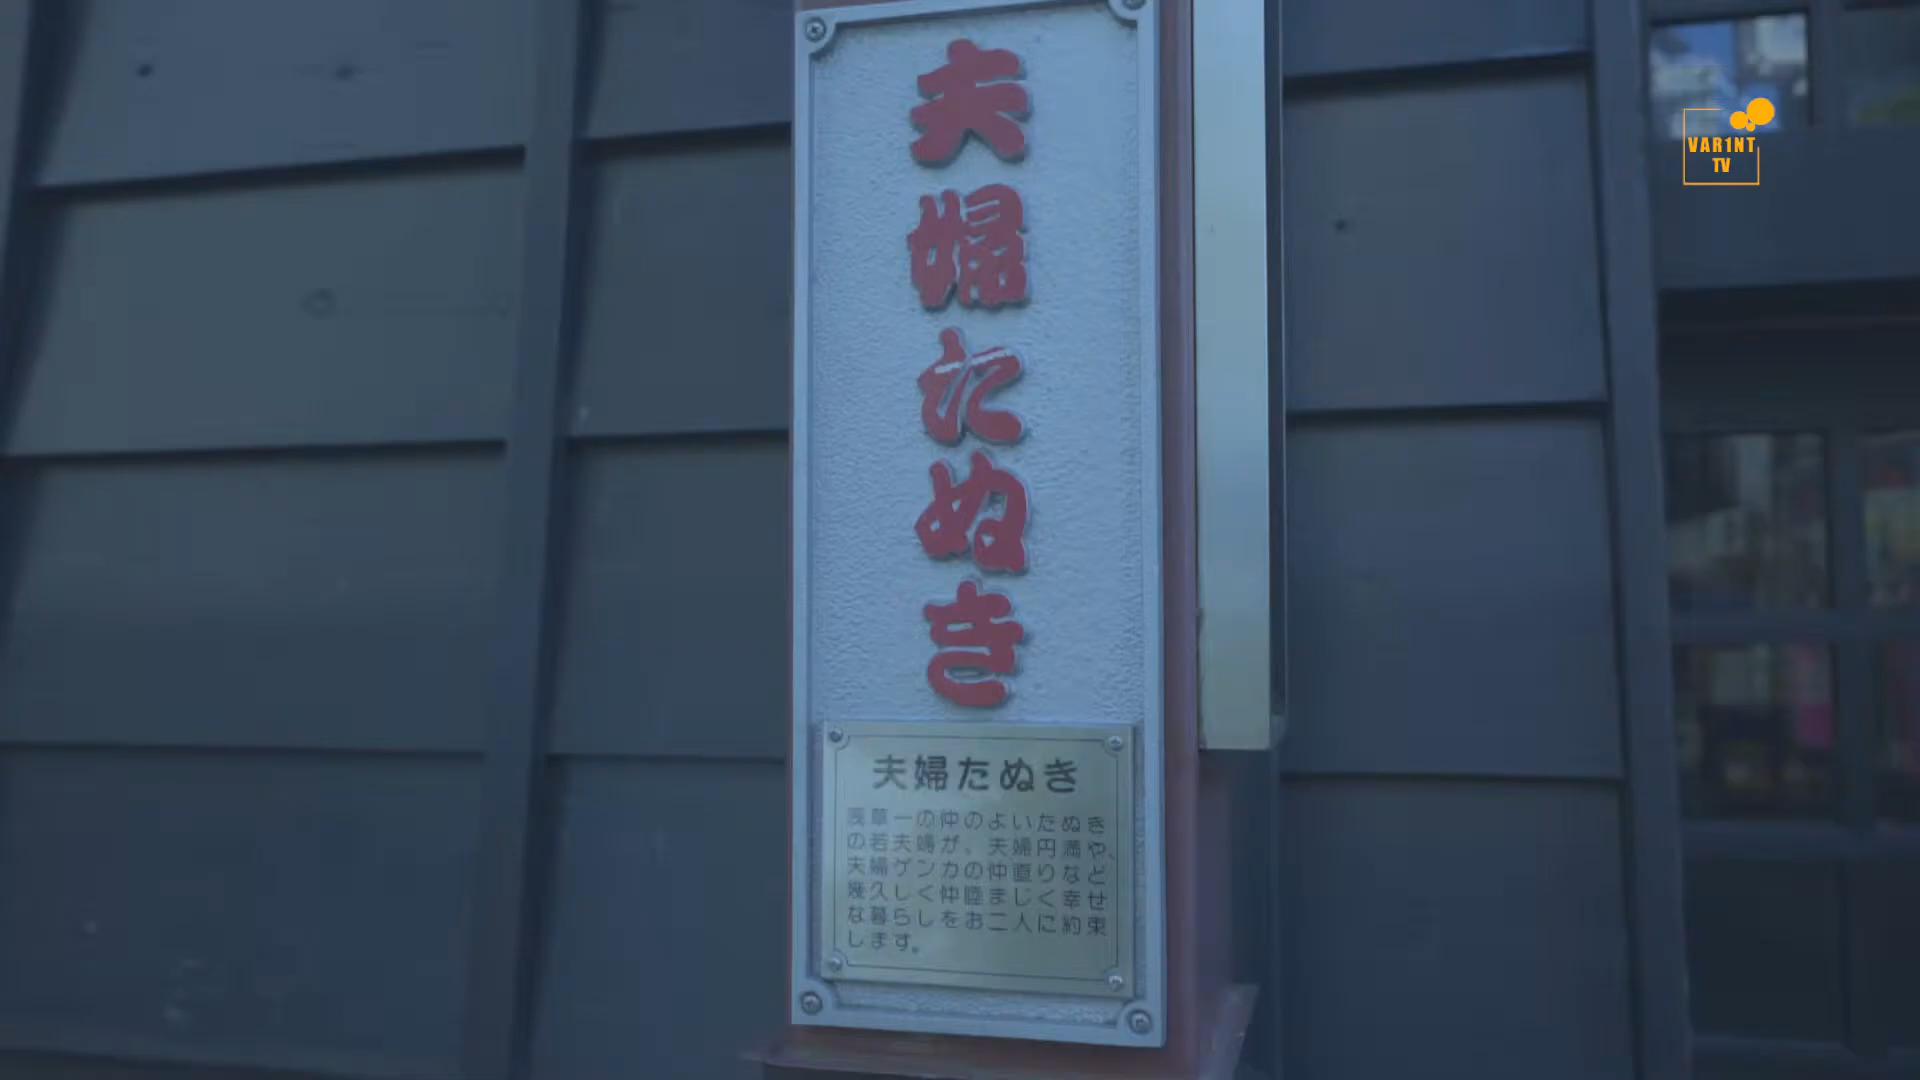 夫婦たぬき
夫婦たぬき
浅草一の仲のよいたぬき
の若夫婦が、夫婦円満や、
夫婦ゲンカの仲直りなど
幾久しく仲睦まじく幸せ
な暮らしをお二人に約束
します。
VAR1NT
TV